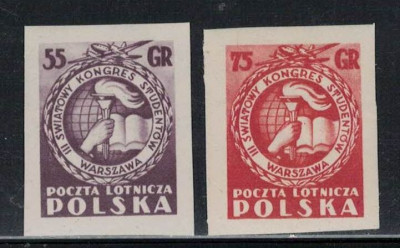 55 GR
III ŚWIATOWY KONGRES STUDENTÓW
WARSZAWA
POCZTA LOTNICZA
POLSKA
75 GR
III ŚWIATOWY KONGRES STUDENTÓW
WARSZAWA
POCZTA LOTNICZA
POLSKA